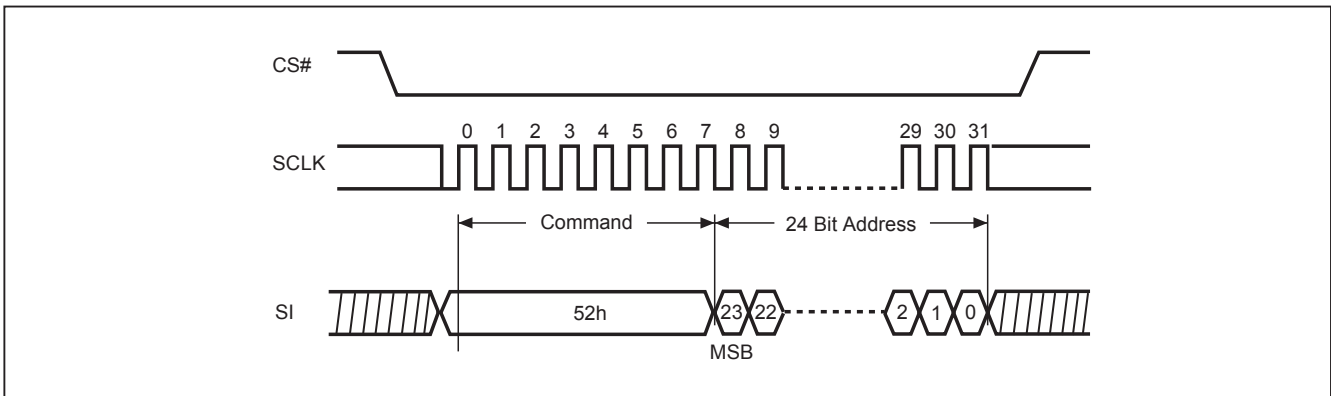 CS#
0 1 2 3 4 5 6 7 8 9 29 30 31
SCLK
Command 24 Bit Address
SI 52h 23 22 2 1 0
MSB